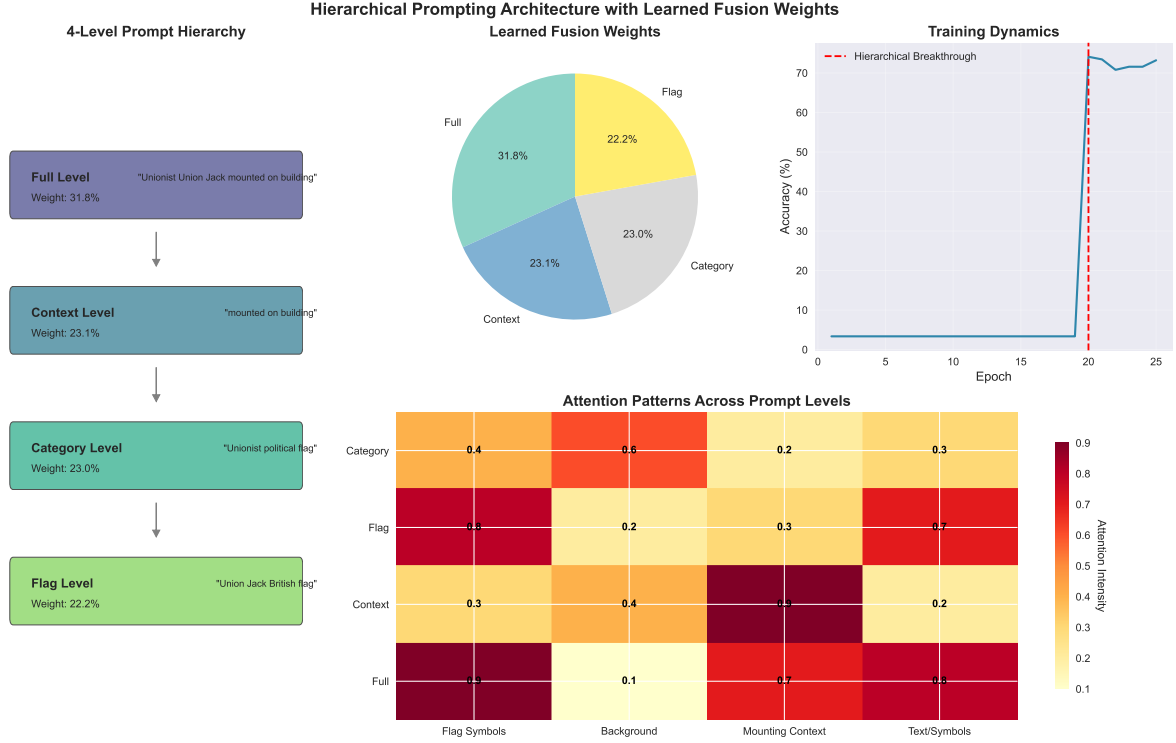 Hierarchical Prompting Architecture with Learned Fusion Weights
4-Level Prompt Hierarchy
Full Level
"Unionist Union Jack mounted on building"
Weight: 31.8%
Context Level
"mounted on building"
Weight: 23.1%
Category Level
"Unionist political flag"
Weight: 23.0%
Flag Level
"Union Jack British flag"
Weight: 22.2%
Learned Fusion Weights
Flag
Full
22.2%
31.8%
23.0%
23.1%
Category
Context
Training Dynamics
Hierarchical Breakthrough
70
60
50
40
30
20
10
0
Accuracy (%)
0 5 10 15 20 25
Epoch
Attention Patterns Across Prompt Levels
Category 0.4 0.6 0.2 0.3
Flag 0.8 0.2 0.3 0.7
Context 0.3 0.4 0.9 0.2
Full 0.9 0.1 0.7 0.8
Flag Symbols Background Mounting Context Text/Symbols
0.9
0.8
0.7
0.6
0.5
0.4
0.3
0.2
0.1
Attention Intensity